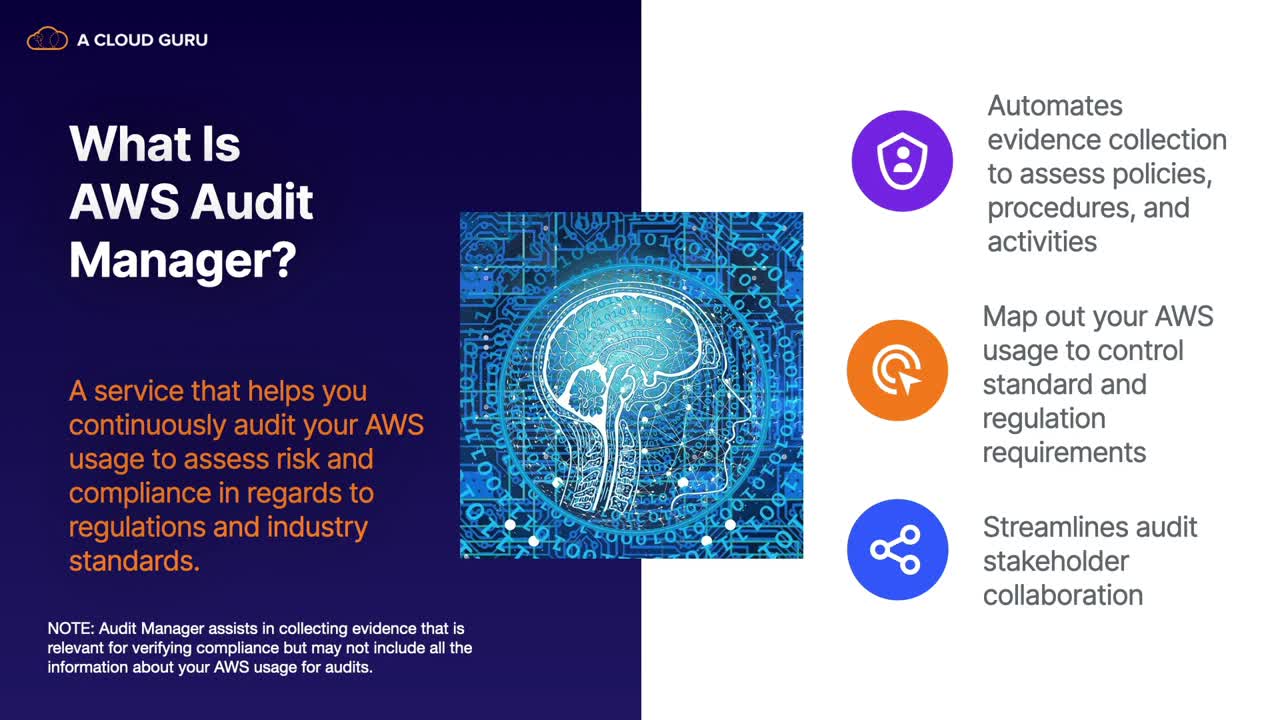 A CLOUD GURU
What Is
AWS Audit
Manager?
A service that helps you
continuously audit your AWS
usage to assess risk and
compliance in regards to
regulations and industry
standards.
NOTE: Audit Manager assists in collecting evidence that is
relevant for verifying compliance but may not include all the
information about your AWS usage for audits.
Automates
evidence collection
to assess policies,
procedures, and
activities
Map out your AWS
usage to control
standard and
regulation
requirements
Streamlines audit
stakeholder
collaboration